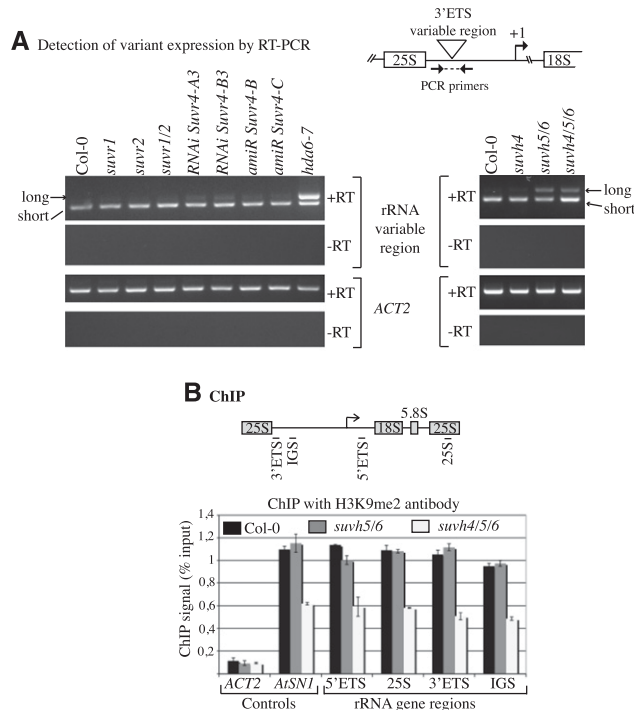 A Detection of variant expression by RT-PCR
3'ETS
variable region
+1
25S
18S
PCR primers
Col-0
suvr1
suvr2
suvr1/2
RNAi Suvr4-A3
RNAi Suvr4-B3
amiR Suvr4-B
amiR Suvr4-C
hda6-7
Col-0
suvh4
suvh5/6
suvh4/5/6
long
short
+RT
-RT
rRNA
variable
region
+RT
-RT
long
short
+RT
-RT
ACT2
+RT
-RT
B ChIP
25S
18S
5.8S
25S
3'ETS
IGS
5'ETS
25S
ChIP with H3K9me2 antibody
Col-0
suvh5/6
suvh4/5/6
ChIP signal (% input)
1,4
1,2
1
0,8
0,6
0,4
0,2
ACT2
AtSN1
5'ETS
25S
3'ETS
IGS
Controls
rRNA gene regions